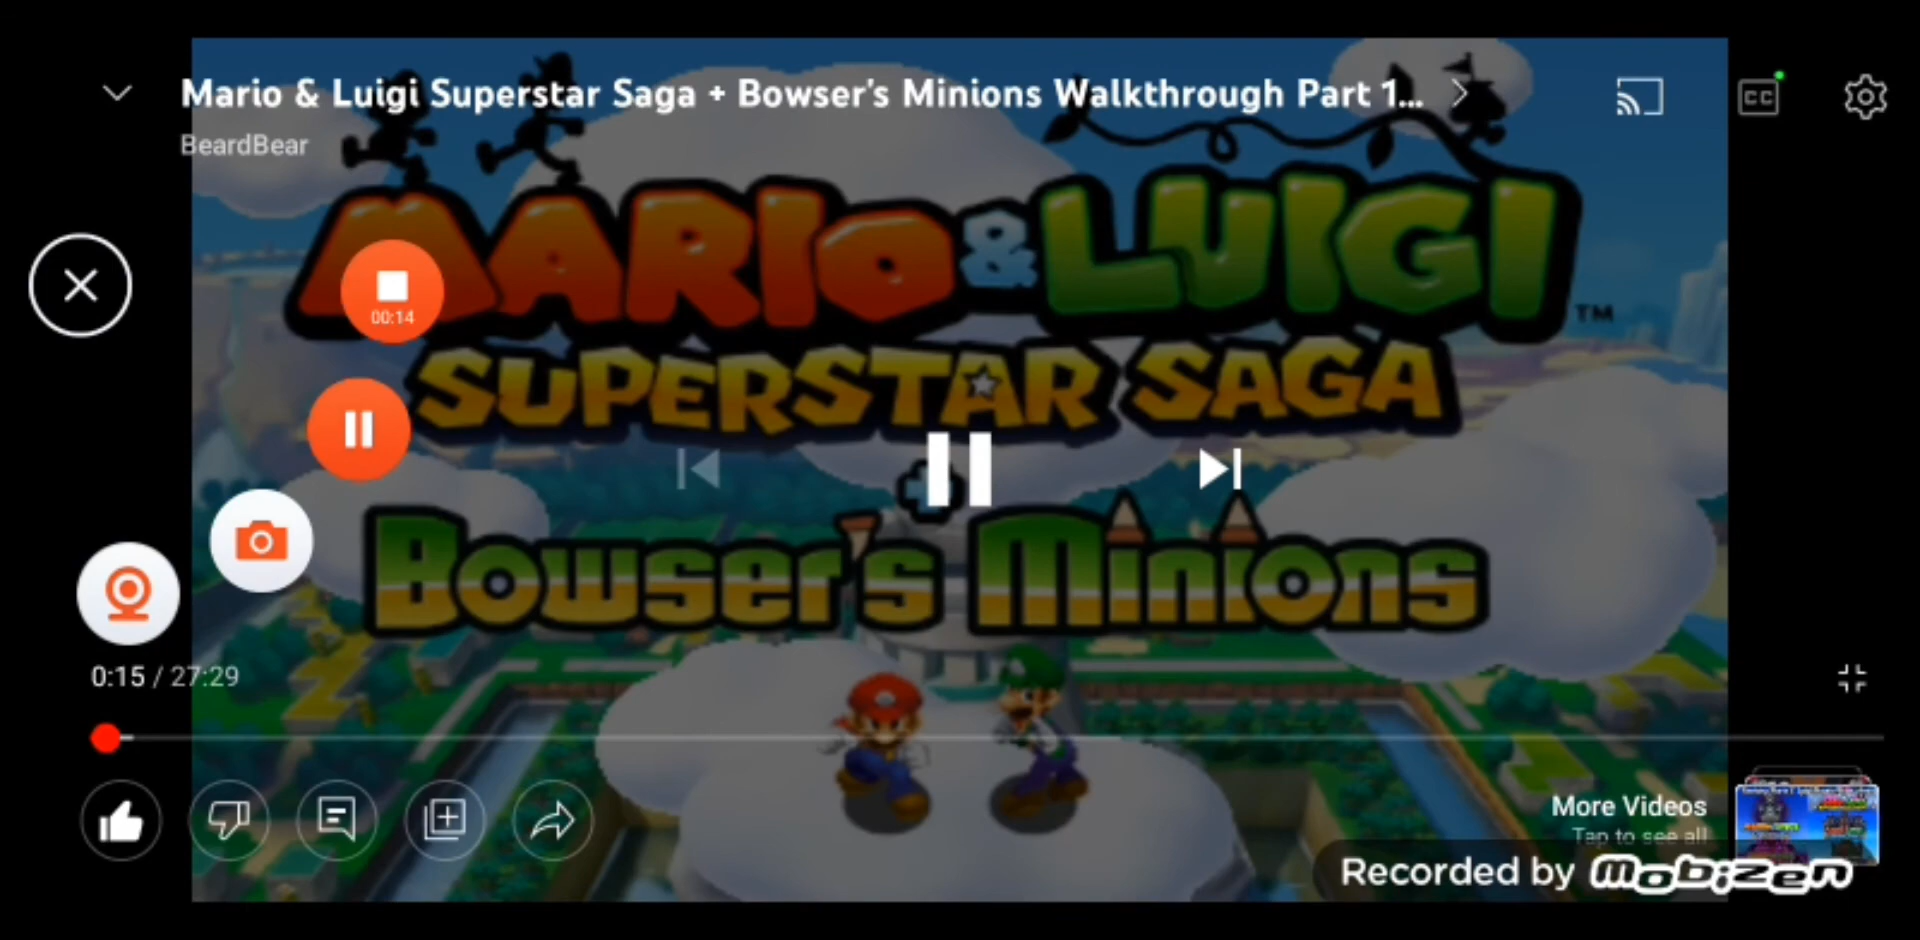 Mario & Luigi Superstar Saga + Bowser's Minions Walkthrough Part 1...
CC
BeardBear
MARIO & LUIGI TM
SUPERSTAR SAGA
00:14
+
Bowser's Minions
0:15 / 27:29
More Videos
Tap to see all
Recorded by mobizen